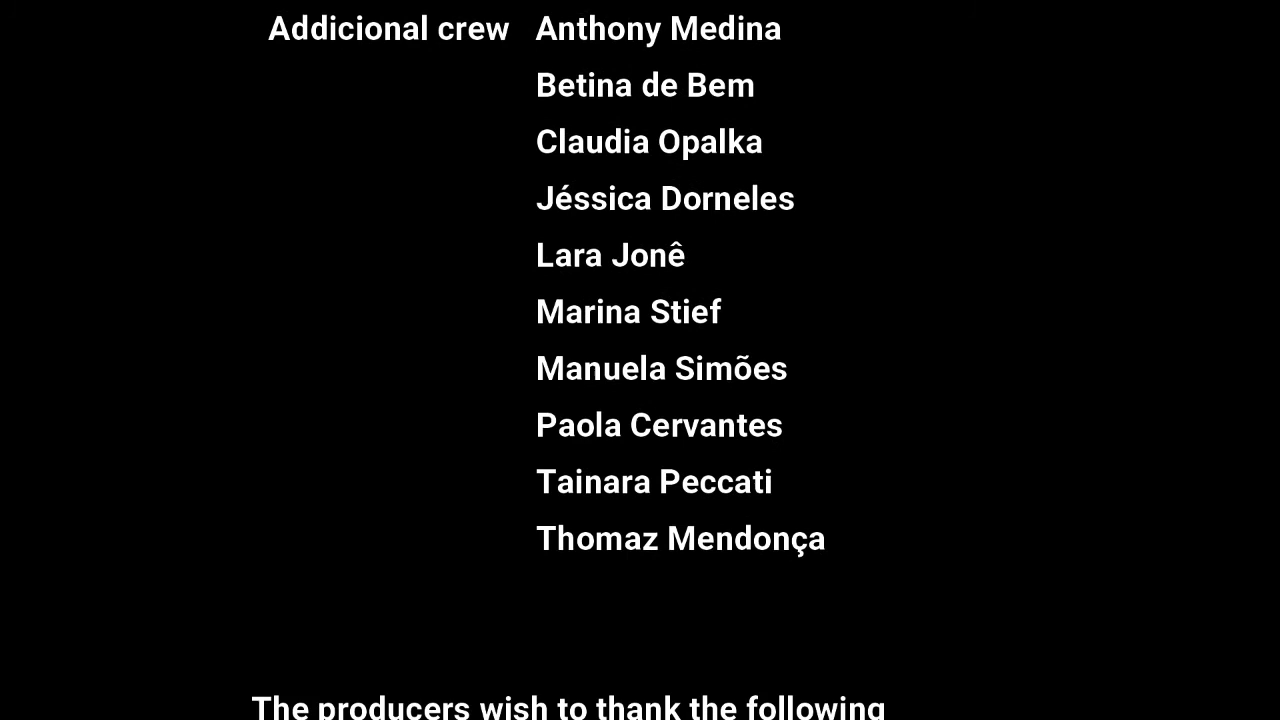 Addicional crew Anthony Medina
Betina de Bem
Claudia Opalka
Jéssica Dorneles
Lara Jonê
Marina Stief
Manuela Simões
Paola Cervantes
Tainara Peccati
Thomaz Mendonça
The producers wish to thank the following